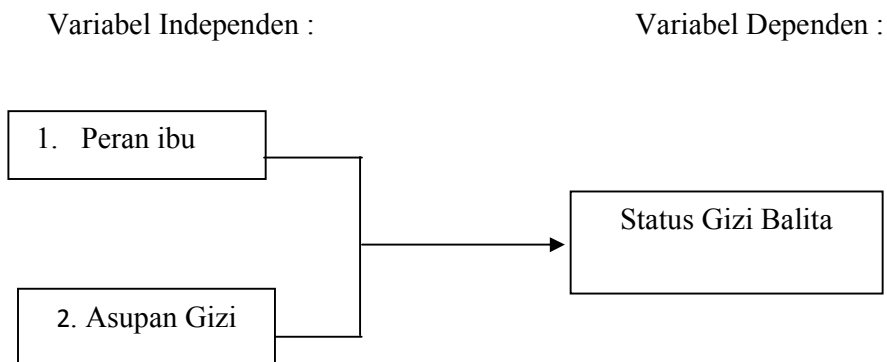 Variabel Independen :
Variabel Dependen :
1. Peran ibu
Status Gizi Balita
2. Asupan Gizi